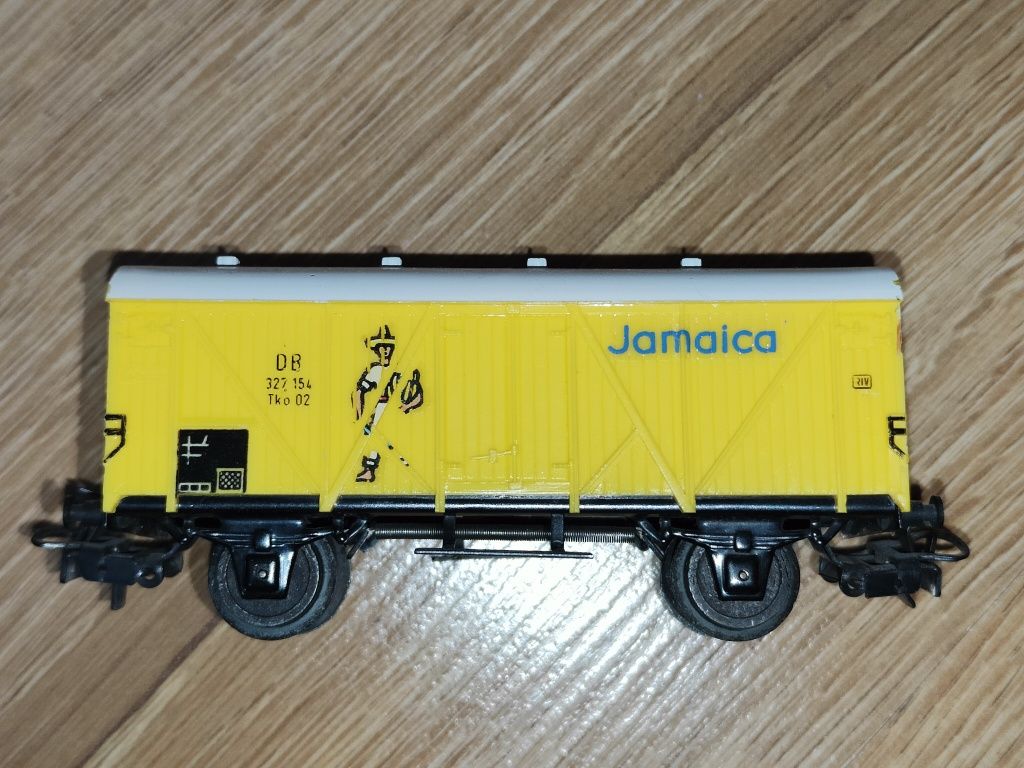 DB
327 154
Tko 02
Jamaica
RIV